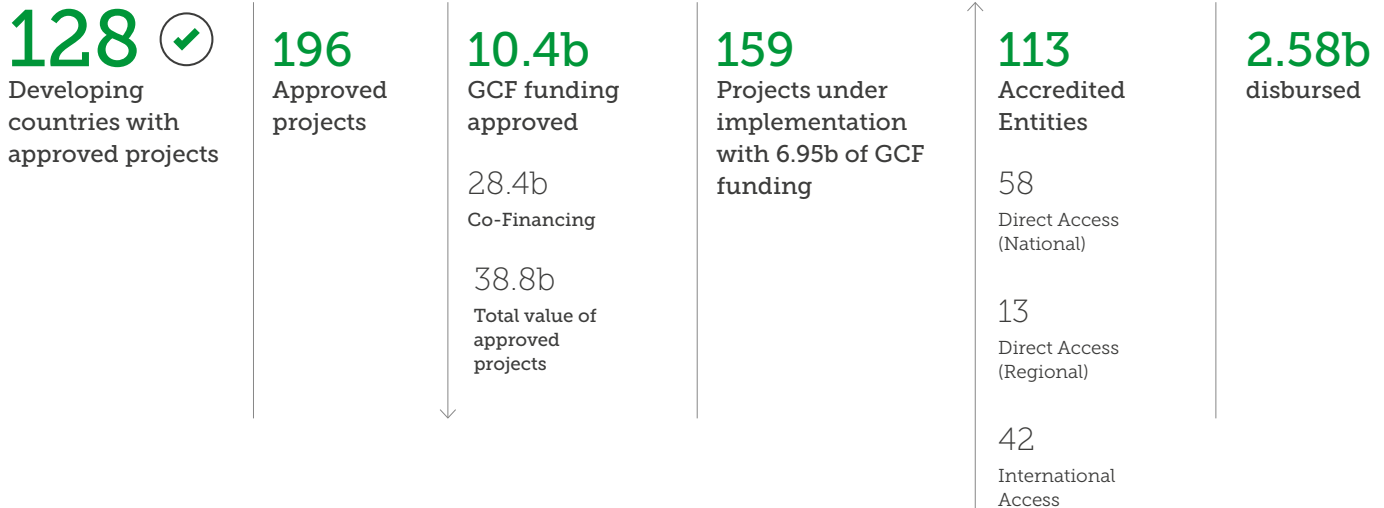 128
Developing
countries with
approved projects
196
Approved
projects
10.4b
GCF funding
approved
28.4b
Co-Financing
38.8b
Total value of
approved
projects
159
Projects under
implementation
with 6.95b of GCF
funding
113
Accredited
Entities
58
Direct Access
(National)
13
Direct Access
(Regional)
42
International
Access
2.58b
disbursed